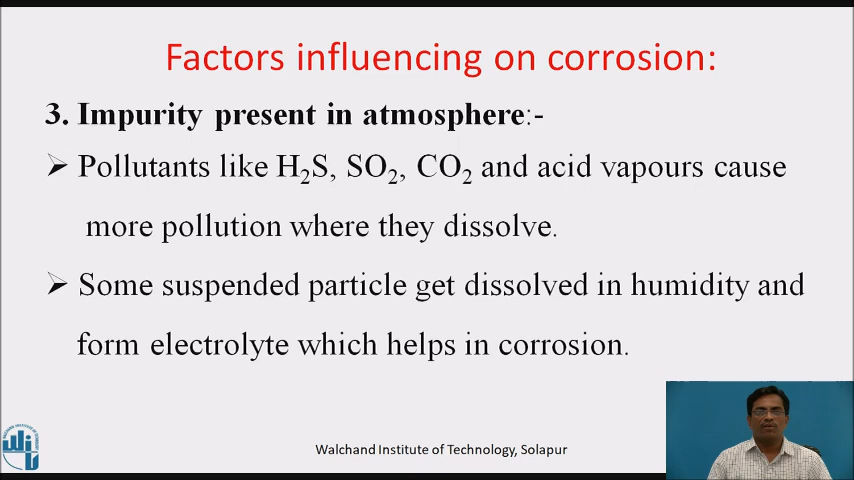 Factors influencing on corrosion:
3. Impurity present in atmosphere:-
➢ Pollutants like H₂S, SO₂, CO₂ and acid vapours cause
more pollution where they dissolve.
➢ Some suspended particle get dissolved in humidity and
form electrolyte which helps in corrosion.
Walchand Institute of Technology, Solapur